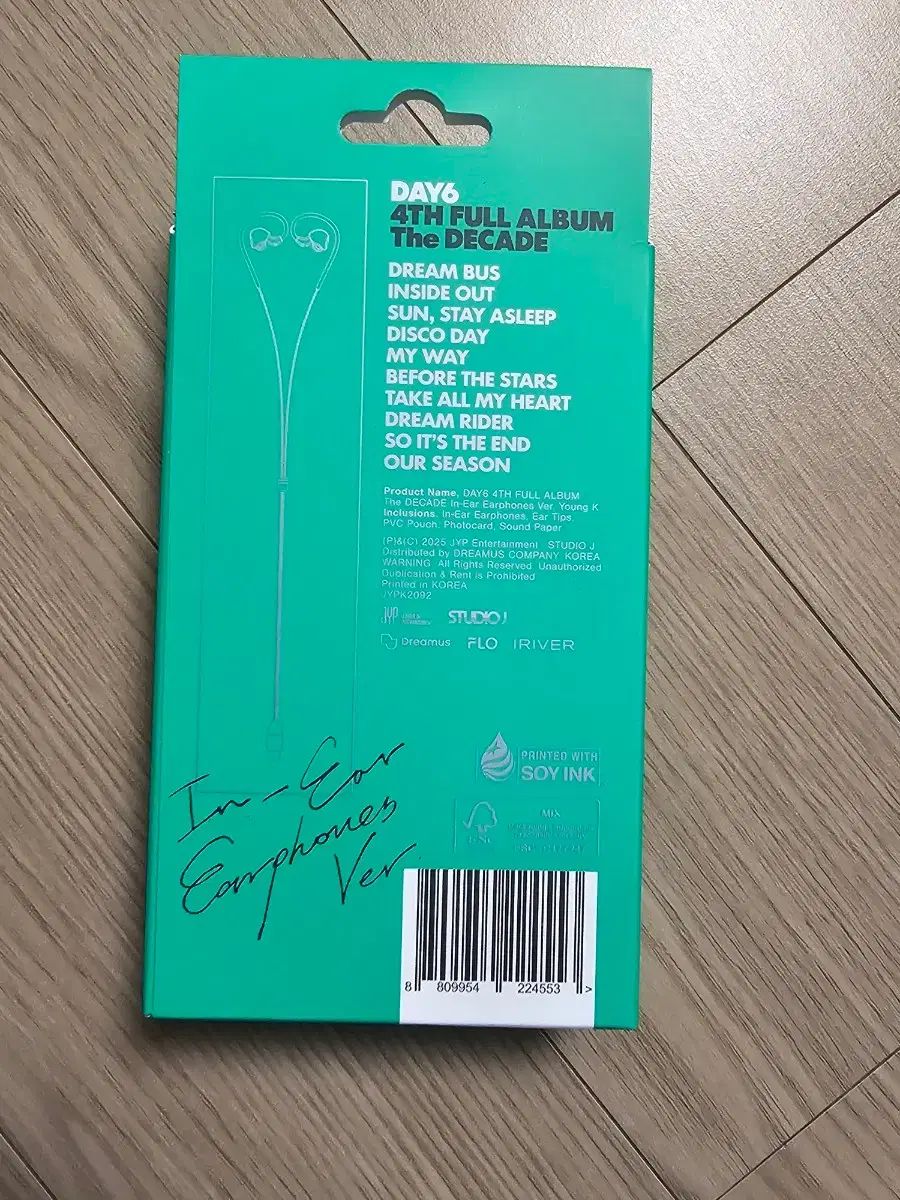 DAY6
4TH FULL ALBUM
The DECADE
DREAM BUS
INSIDE OUT
SUN, STAY ASLEEP
DISCO DAY
MY WAY
BEFORE THE STARS
TAKE ALL MY HEART
DREAM RIDER
SO IT'S THE END
OUR SEASON
Product Name. DAY6 4TH FULL ALBUM
The DECADE In-Ear Earphones Ver. Young K
Inclusions. In-Ear Earphones, Ear Tips,
PVC Pouch, Photocard, Sound Paper
(P)&(C) 2025 JYP Entertainment STUDIO J
Distributed by DREAMUS COMPANY KOREA
WARNING: All Rights Reserved. Unauthorized
Duplication & Rent is Prohibited
Printed in KOREA
JYPK2092
JYP STUDIO J
Dreamus FLO IRIVER
PRINTED WITH
SOY INK
MIX
In-Ear
Earphones
Ver.
8 809954 224553 >